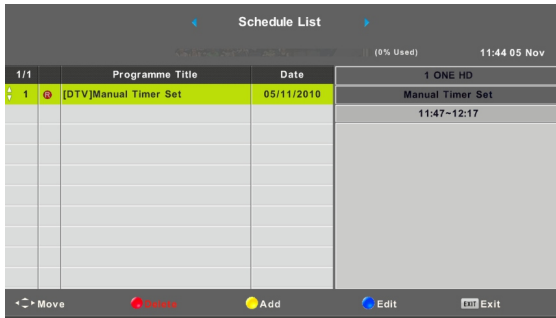 Schedule List
(0% Used) 11:44 05 Nov
1/1 Programme Title Date 1 ONE HD
1 R [DTV]Manual Timer Set 05/11/2010 Manual Timer Set
11:47~12:17
Move Delete Add Edit EXIT Exit